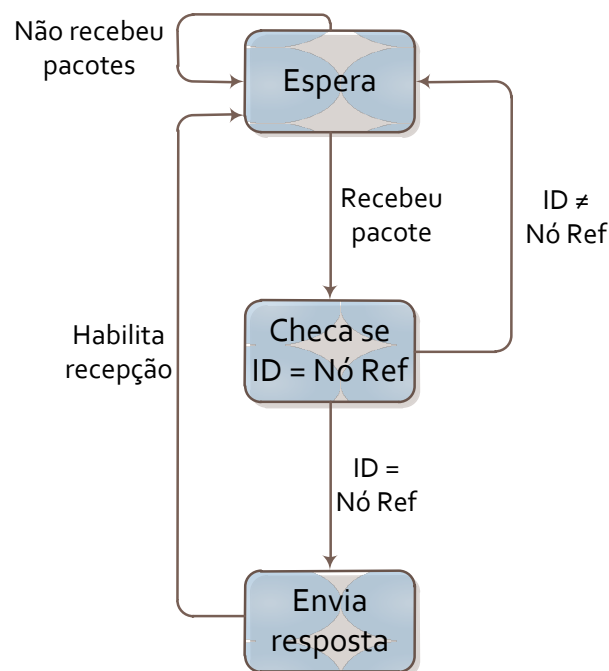 Não recebeu
pacotes
Espera
Recebeu
pacote
ID ≠
Nó Ref
Checa se
ID = Nó Ref
Habilita
recepção
ID =
Nó Ref
Envia
resposta